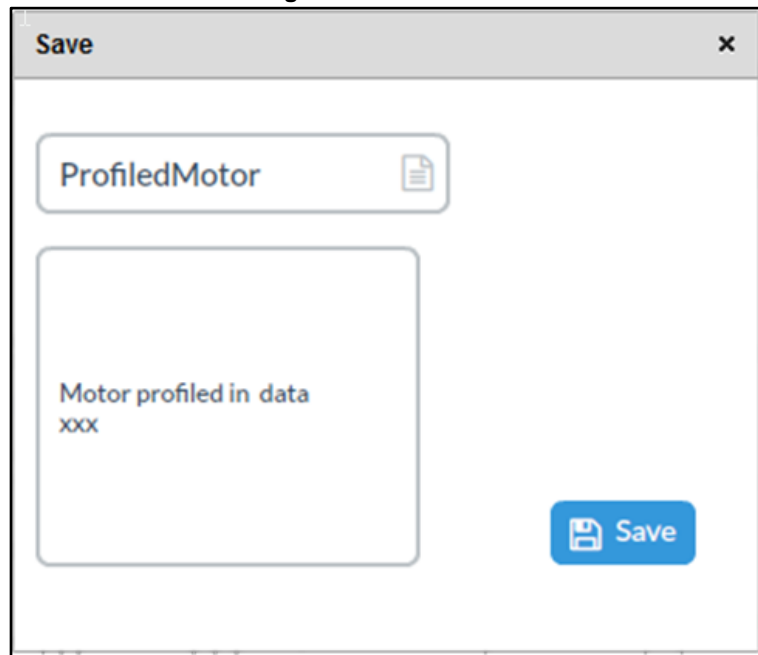 Save
×
ProfiledMotor
Motor profiled in data
xxx
Save